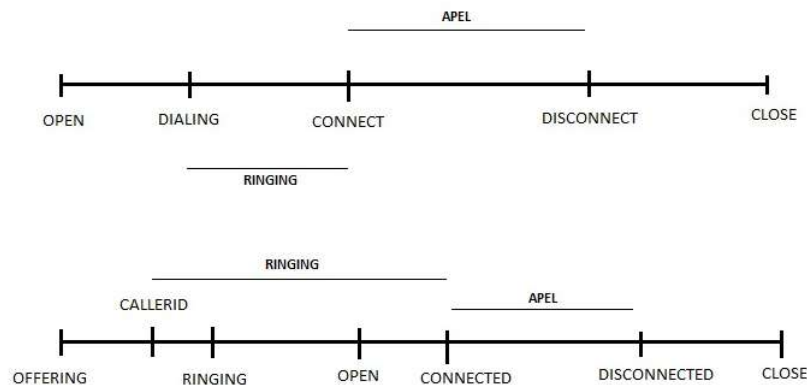 APEL
OPEN DIALING CONNECT DISCONNECT CLOSE
RINGING
RINGING
CALLERID APEL
OFFERING RINGING OPEN CONNECTED DISCONNECTED CLOSE